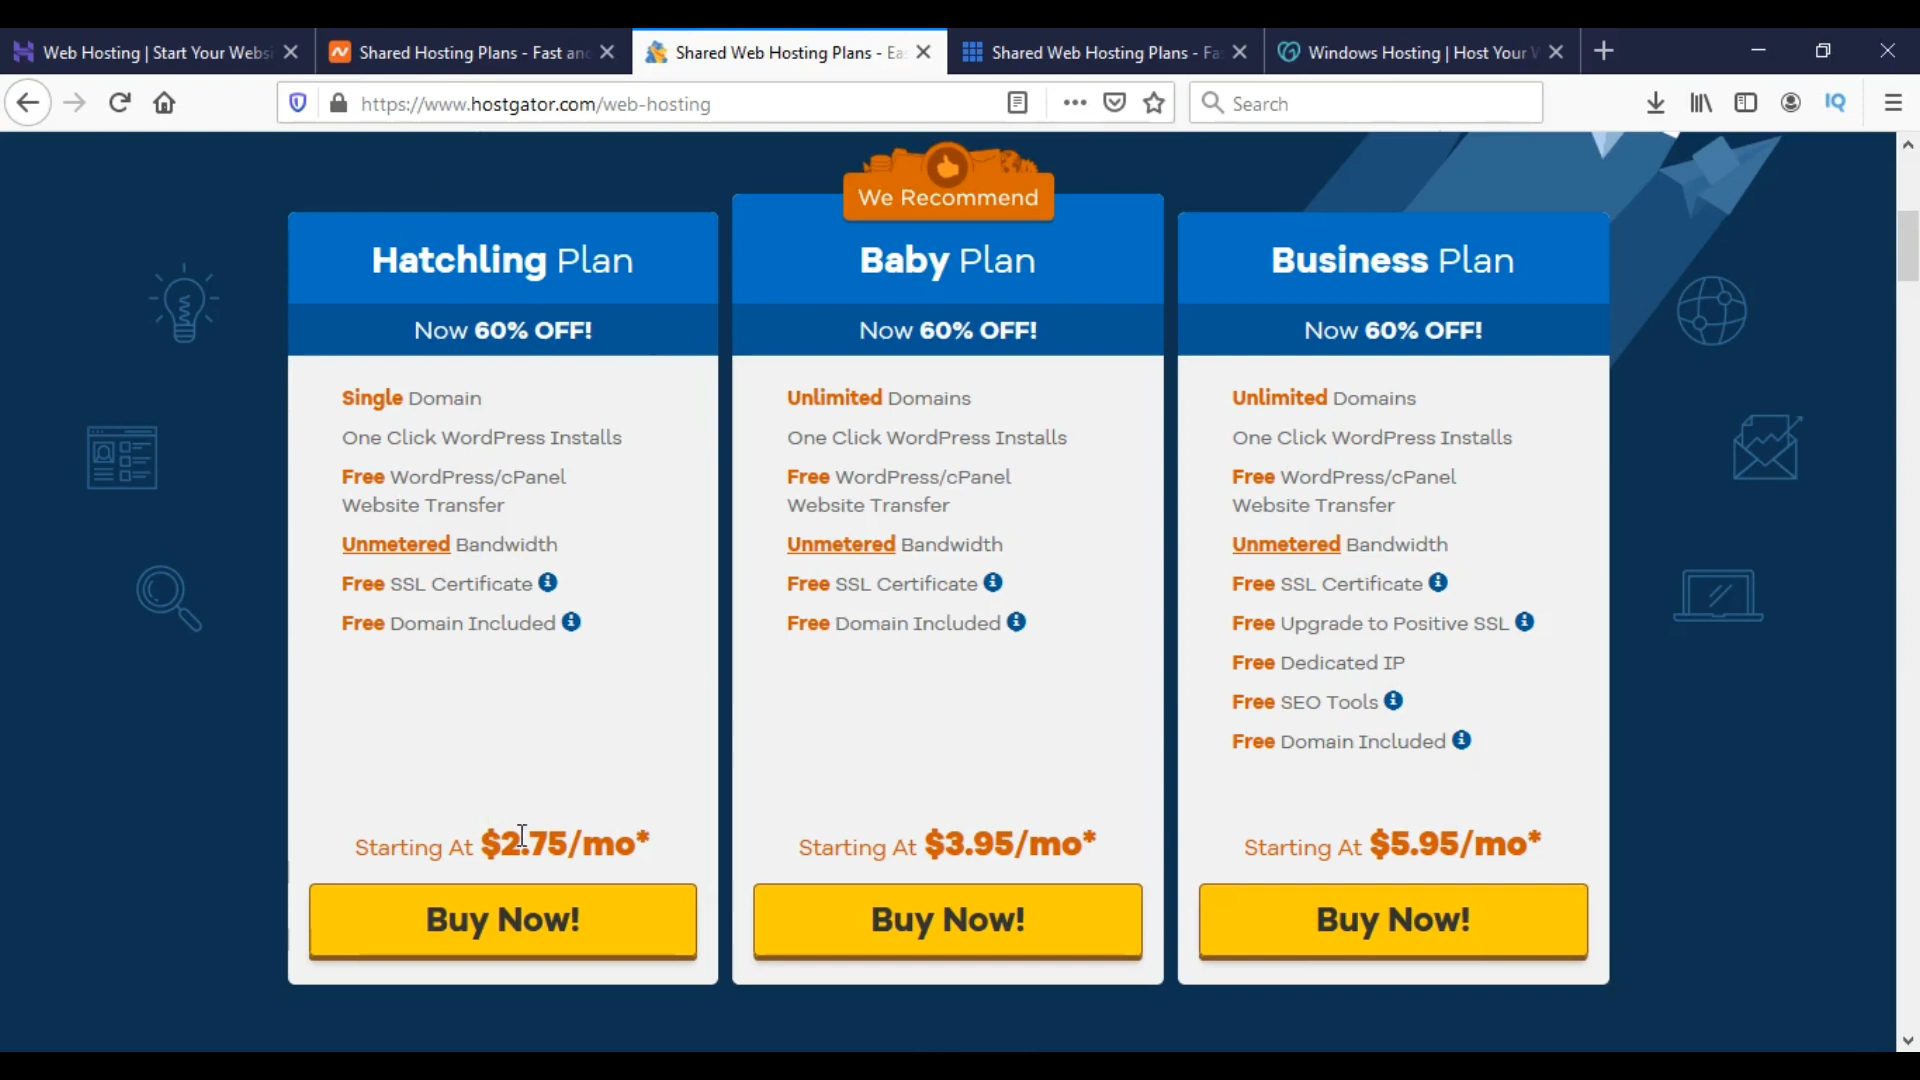 Web Hosting | Start Your Websi
Shared Hosting Plans - Fast an
Shared Web Hosting Plans - Ea
Shared Web Hosting Plans - Fa
Windows Hosting | Host Your W
https://www.hostgator.com/web-hosting
Search
IQ
We Recommend
Hatchling Plan
Now 60% OFF!
Single Domain
One Click WordPress Installs
Free WordPress/cPanel
Website Transfer
Unmetered Bandwidth
Free SSL Certificate
Free Domain Included
Starting At $2.75/mo*
Buy Now!
Baby Plan
Now 60% OFF!
Unlimited Domains
One Click WordPress Installs
Free WordPress/cPanel
Website Transfer
Unmetered Bandwidth
Free SSL Certificate
Free Domain Included
Starting At $3.95/mo*
Buy Now!
Business Plan
Now 60% OFF!
Unlimited Domains
One Click WordPress Installs
Free WordPress/cPanel
Website Transfer
Unmetered Bandwidth
Free SSL Certificate
Free Upgrade to Positive SSL
Free Dedicated IP
Free SEO Tools
Free Domain Included
Starting At $5.95/mo*
Buy Now!